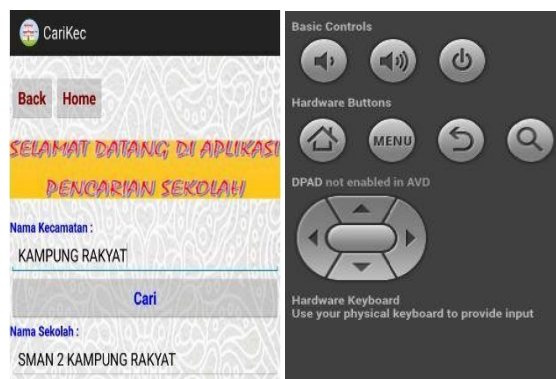 CariKec
Back Home
SELAMAT DATANG DI APLIKASI
PENCARIAN SEKOLAH
Nama Kecamatan :
KAMPUNG RAKYAT
Cari
Nama Sekolah :
SMAN 2 KAMPUNG RAKYAT
Basic Controls
Hardware Buttons
MENU
DPAD not enabled in AVD
Hardware Keyboard
Use your physical keyboard to provide input